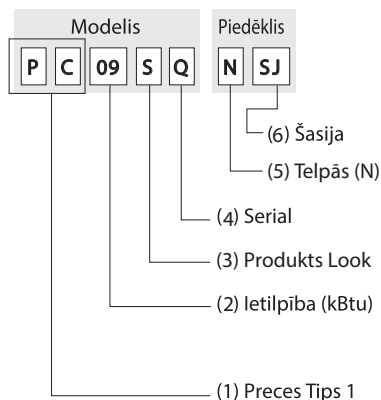 Modelis Piedēklis
P C 09 S Q N SJ
(6) Šasija
(5) Telpās (N)
(4) Serial
(3) Produkts Look
(2) Ietilpība (kBtu)
(1) Preces Tips 1